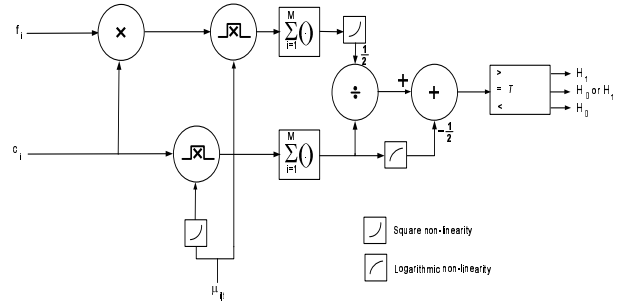 f i
×
M
∑(.)
i=1
1/2
÷
+
+
>
= T
<
H 1
H 0 or H 1
H 0
c i
M
∑(.)
i=1
− 1/2
μ i|l
Square non-linearity
Logarithmic non-linearity